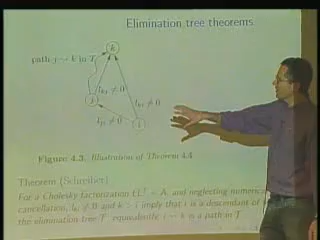 Elimination tree theorems
k
path j ⇝ k in T
l_kj ≠ 0
l_ki ≠ 0
j
l_ji ≠ 0
i
Figure 4.3. Illustration of Theorem 4.4
Theorem (Schreiber)
For a Cholesky factorization LLᵀ = A, and neglecting numerical
cancellation, l_ki ≠ 0 and k > i imply that i is a descendant of k
the elimination tree T equivalently i ⇝ k is a path in T